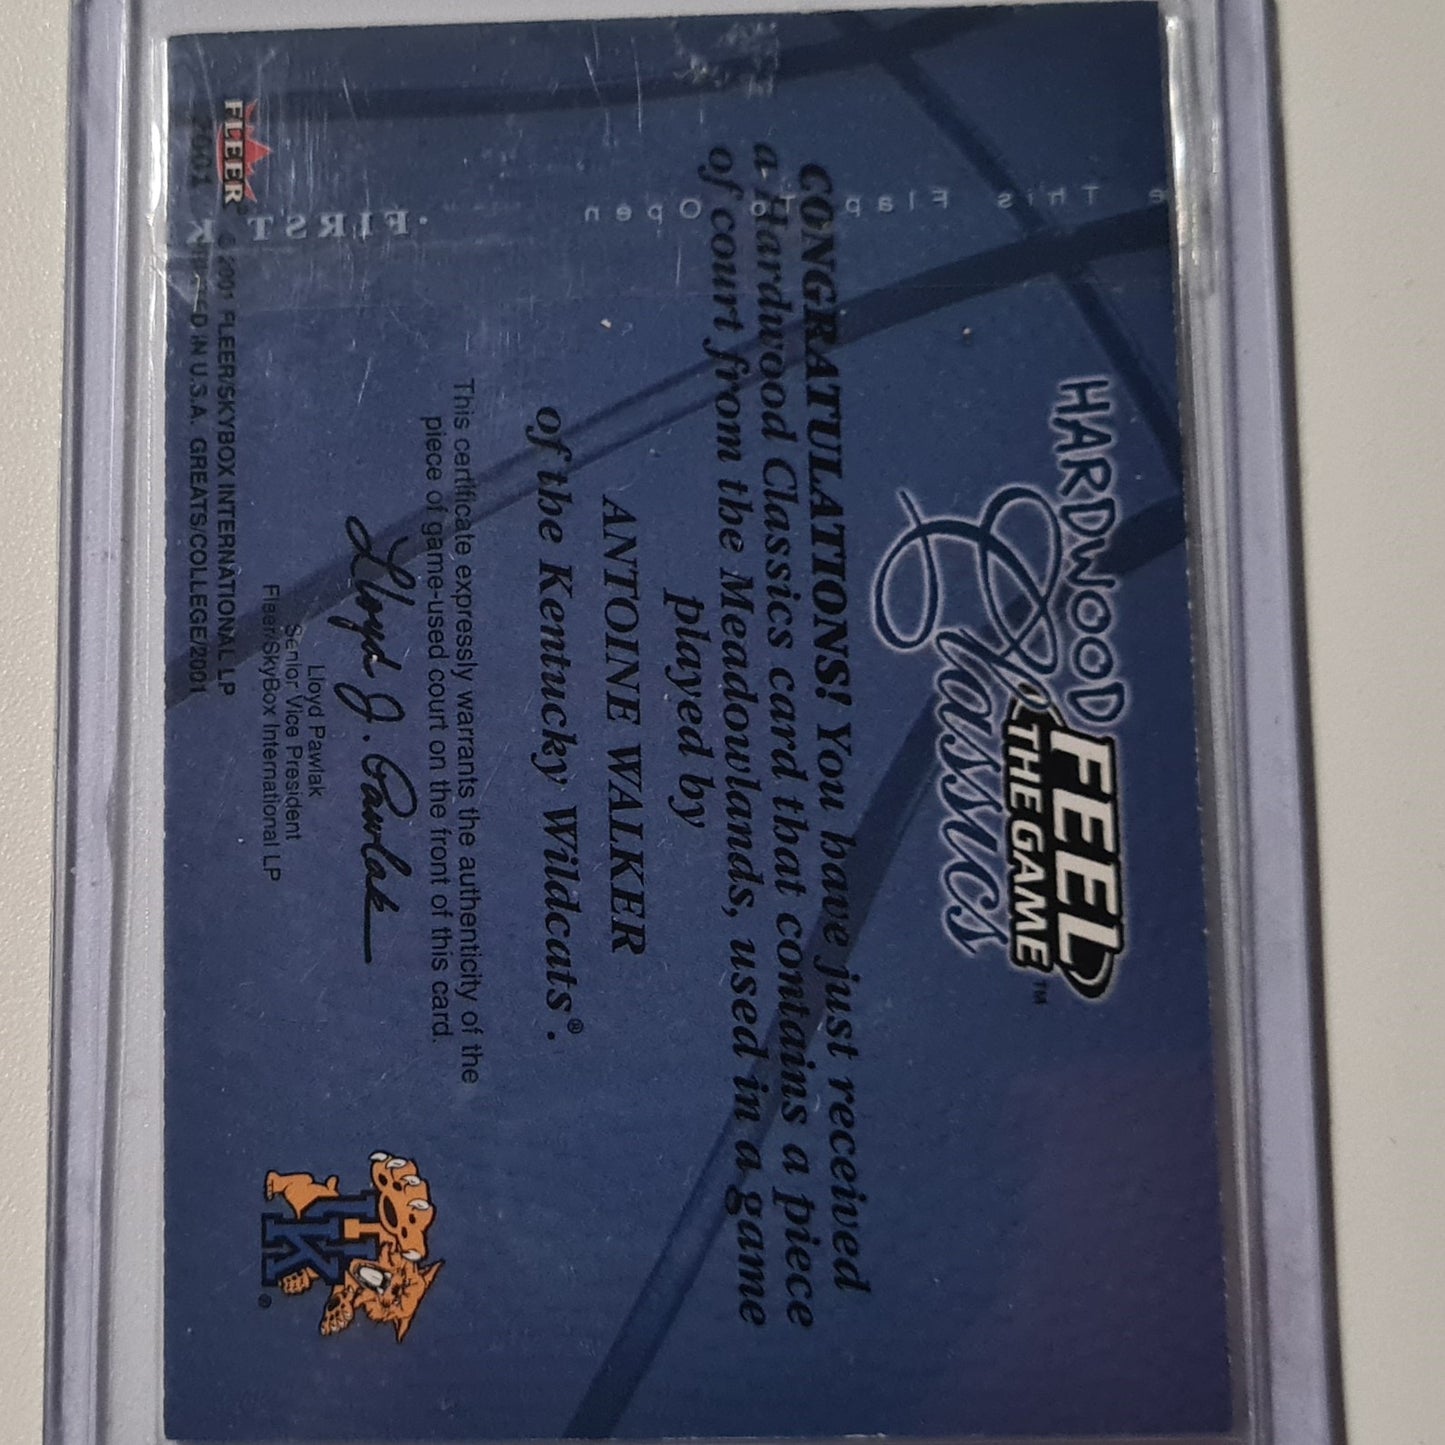 HARDWOOD
Classics
FEEL
THE GAME™
CONGRATULATIONS! You have just received
a Hardwood Classics card that contains a piece
of court from the Meadowlands, used in a game
played by
ANTOINE WALKER
of the Kentucky Wildcats®.
This certificate expressly warrants the authenticity of the
piece of game-used court on the front of this card.
Lloyd J. Pawlak
Lloyd Pawlak
Senior Vice President
Fleer/SkyBox International LP
UK®
FLEER®
© 2001 FLEER/SKYBOX INTERNATIONAL LP
IN U.S.A. GREATS/COLLEGE/2001
This Flap To Open
FIRST